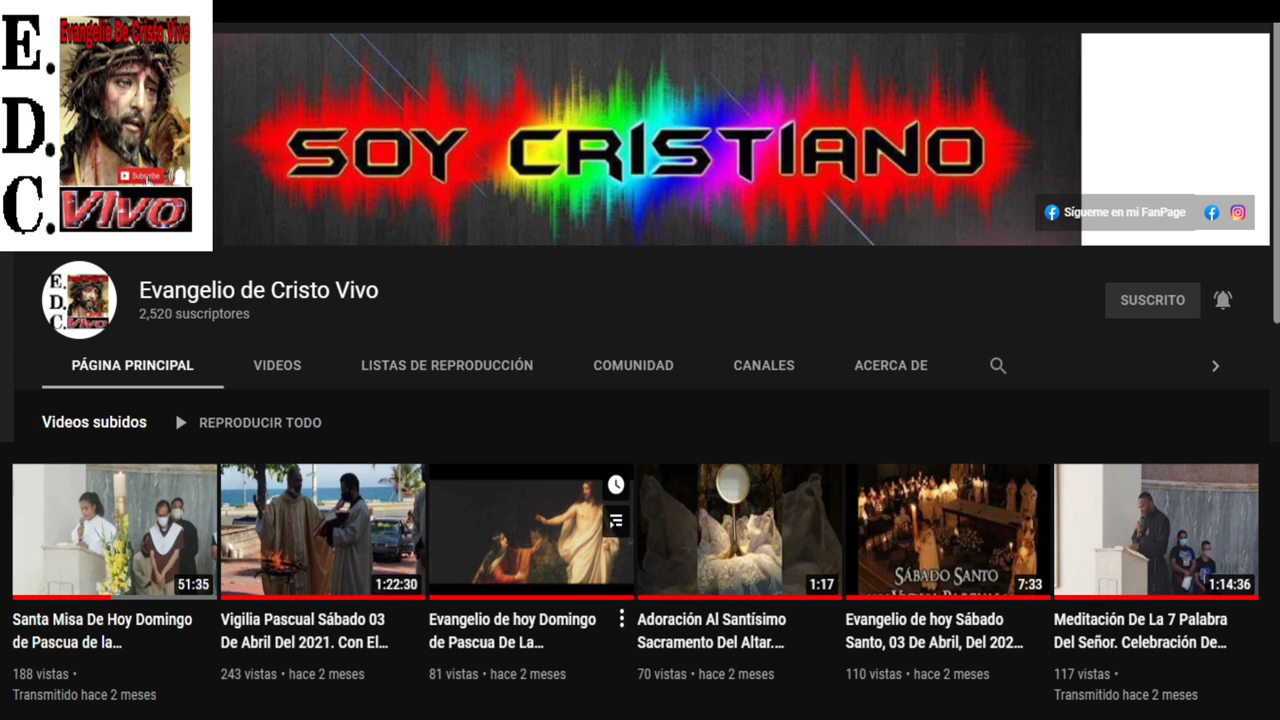 E.
D.
C.
Evangelio De Cristo Vivo
Subscribe
VIvo
SOY CRISTIANO
Sígueme en mi FanPage
E.
D.
C.
VIvo
Evangelio de Cristo Vivo
2,520 suscriptores
SUSCRITO
PÁGINA PRINCIPAL VIDEOS LISTAS DE REPRODUCCIÓN COMUNIDAD CANALES ACERCA DE
Videos subidos REPRODUCIR TODO
51:35
Santa Misa De Hoy Domingo
de Pascua de la...
188 vistas •
Transmitido hace 2 meses
1:22:30
Vigilia Pascual Sábado 03
De Abril Del 2021. Con El...
243 vistas • hace 2 meses
Evangelio de hoy Domingo
de Pascua De La...
81 vistas • hace 2 meses
1:17
Adoración Al Santísimo
Sacramento Del Altar....
70 vistas • hace 2 meses
SÁBADO SANTO
7:33
Evangelio de hoy Sábado
Santo, 03 De Abril, Del 202...
110 vistas • hace 2 meses
1:14:36
Meditación De La 7 Palabra
Del Señor. Celebración De...
117 vistas •
Transmitido hace 2 meses